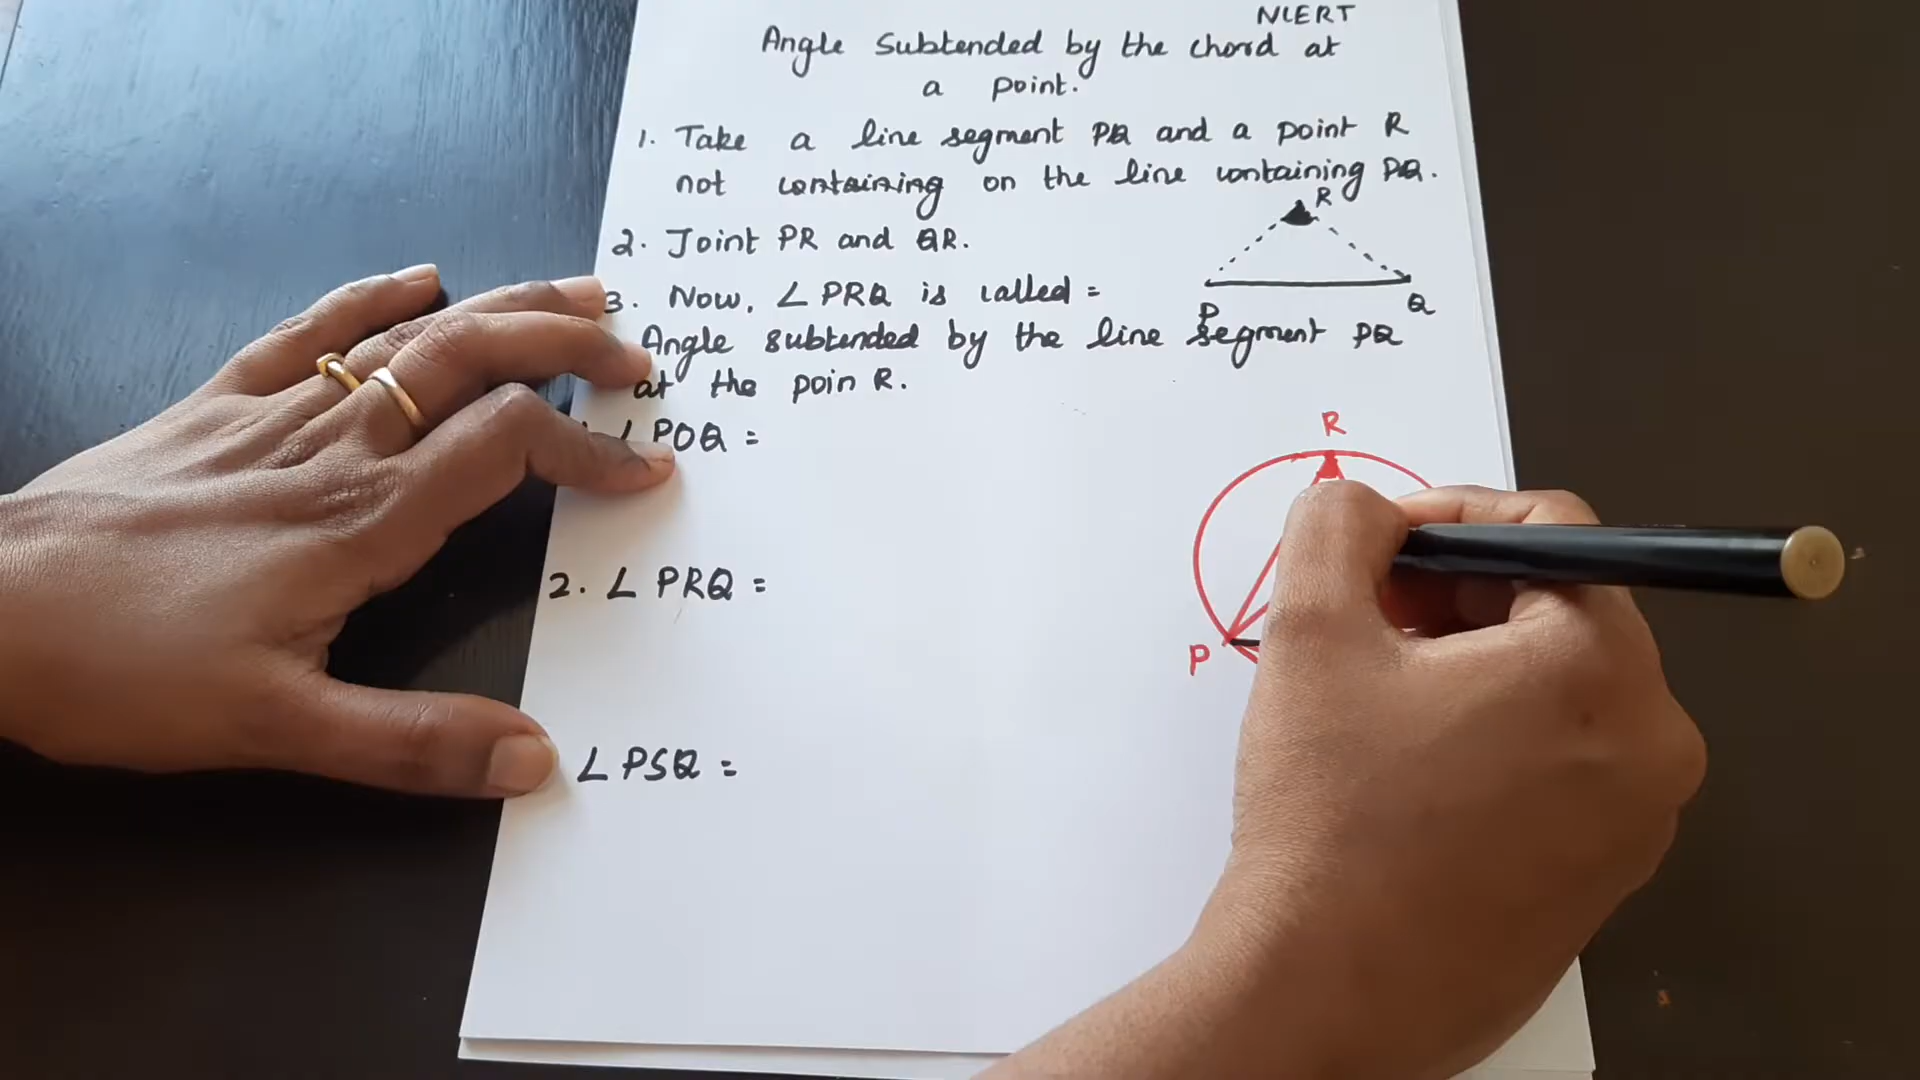 NCERT
Angle Subtended by the chord at
a point.
1. Take a line segment PQ and a point R
not containing on the line containing PQ.
R
2. Joint PR and QR.
3. Now, ∠ PRQ is called =
P
Q
Angle subtended by the line segment PQ
at the poin R.
R
∠ POQ =
2. ∠ PRQ =
P
∠ PSQ =